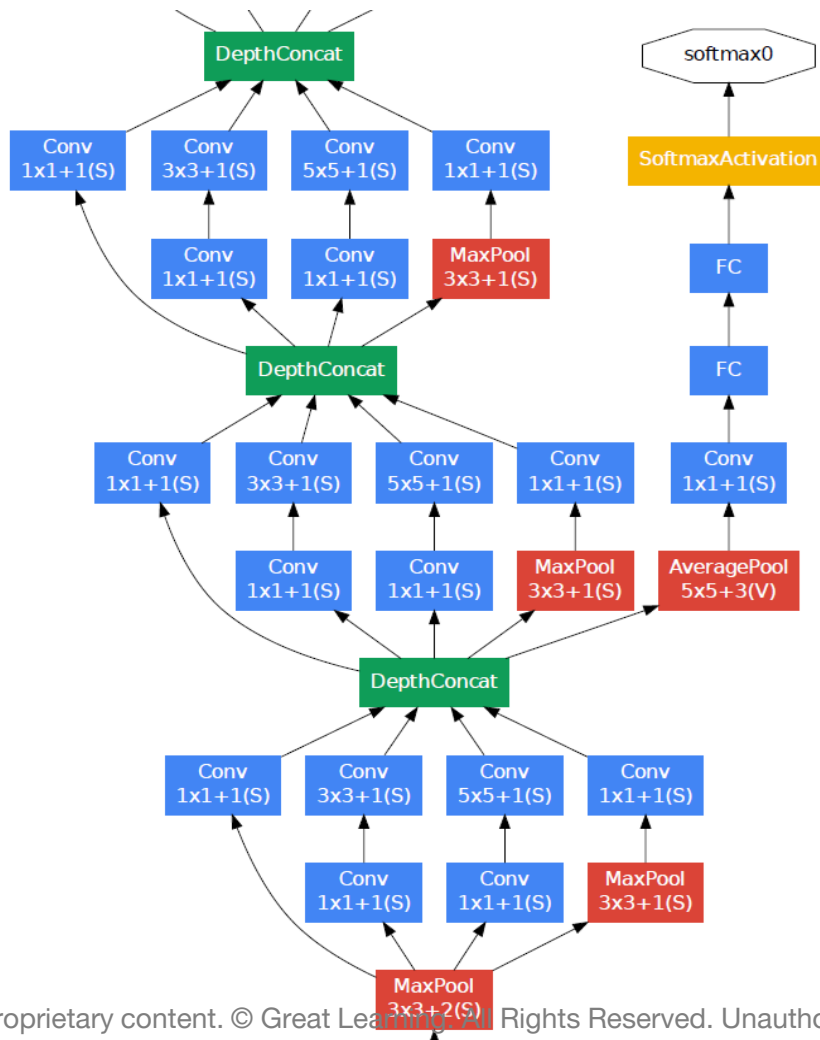 DepthConcat
softmax0
Conv
1x1+1(S)
Conv
3x3+1(S)
Conv
5x5+1(S)
Conv
1x1+1(S)
SoftmaxActivation
Conv
1x1+1(S)
Conv
1x1+1(S)
MaxPool
3x3+1(S)
FC
DepthConcat
FC
Conv
1x1+1(S)
Conv
3x3+1(S)
Conv
5x5+1(S)
Conv
1x1+1(S)
Conv
1x1+1(S)
Conv
1x1+1(S)
Conv
1x1+1(S)
MaxPool
3x3+1(S)
AveragePool
5x5+3(V)
DepthConcat
Conv
1x1+1(S)
Conv
3x3+1(S)
Conv
5x5+1(S)
Conv
1x1+1(S)
Conv
1x1+1(S)
Conv
1x1+1(S)
MaxPool
3x3+1(S)
MaxPool
3x3+2(S)
roprietary content. © Great Learning. All Rights Reserved. Unautho